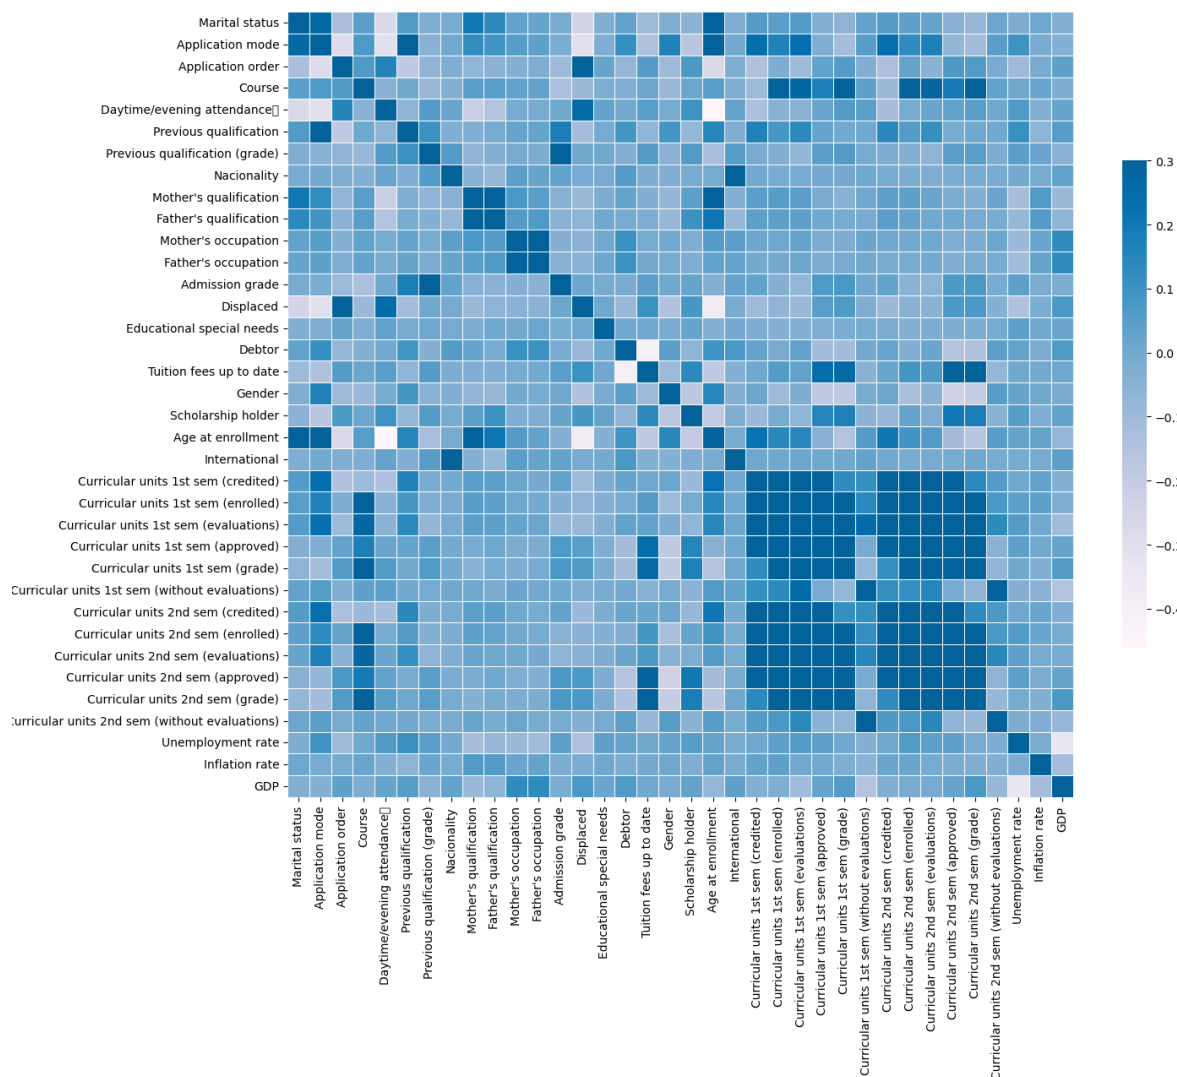 Marital status
Application mode
Application order
Course
Daytime/evening attendance▯
Previous qualification
Previous qualification (grade)
Nacionality
Mother's qualification
Father's qualification
Mother's occupation
Father's occupation
Admission grade
Displaced
Educational special needs
Debtor
Tuition fees up to date
Gender
Scholarship holder
Age at enrollment
International
Curricular units 1st sem (credited)
Curricular units 1st sem (enrolled)
Curricular units 1st sem (evaluations)
Curricular units 1st sem (approved)
Curricular units 1st sem (grade)
Curricular units 1st sem (without evaluations)
Curricular units 2nd sem (credited)
Curricular units 2nd sem (enrolled)
Curricular units 2nd sem (evaluations)
Curricular units 2nd sem (approved)
Curricular units 2nd sem (grade)
urricular units 2nd sem (without evaluations)
Unemployment rate
Inflation rate
GDP
Marital status
Application mode
Application order
Course
Daytime/evening attendance▯
Previous qualification
Previous qualification (grade)
Nacionality
Mother's qualification
Father's qualification
Mother's occupation
Father's occupation
Admission grade
Displaced
Educational special needs
Debtor
Tuition fees up to date
Gender
Scholarship holder
Age at enrollment
International
Curricular units 1st sem (credited)
Curricular units 1st sem (enrolled)
Curricular units 1st sem (evaluations)
Curricular units 1st sem (approved)
Curricular units 1st sem (grade)
Curricular units 1st sem (without evaluations)
Curricular units 2nd sem (credited)
Curricular units 2nd sem (enrolled)
Curricular units 2nd sem (evaluations)
Curricular units 2nd sem (approved)
Curricular units 2nd sem (grade)
Curricular units 2nd sem (without evaluations)
Unemployment rate
Inflation rate
GDP
0.3
0.2
0.1
0.0
−0.
−0.
−0.
−0.